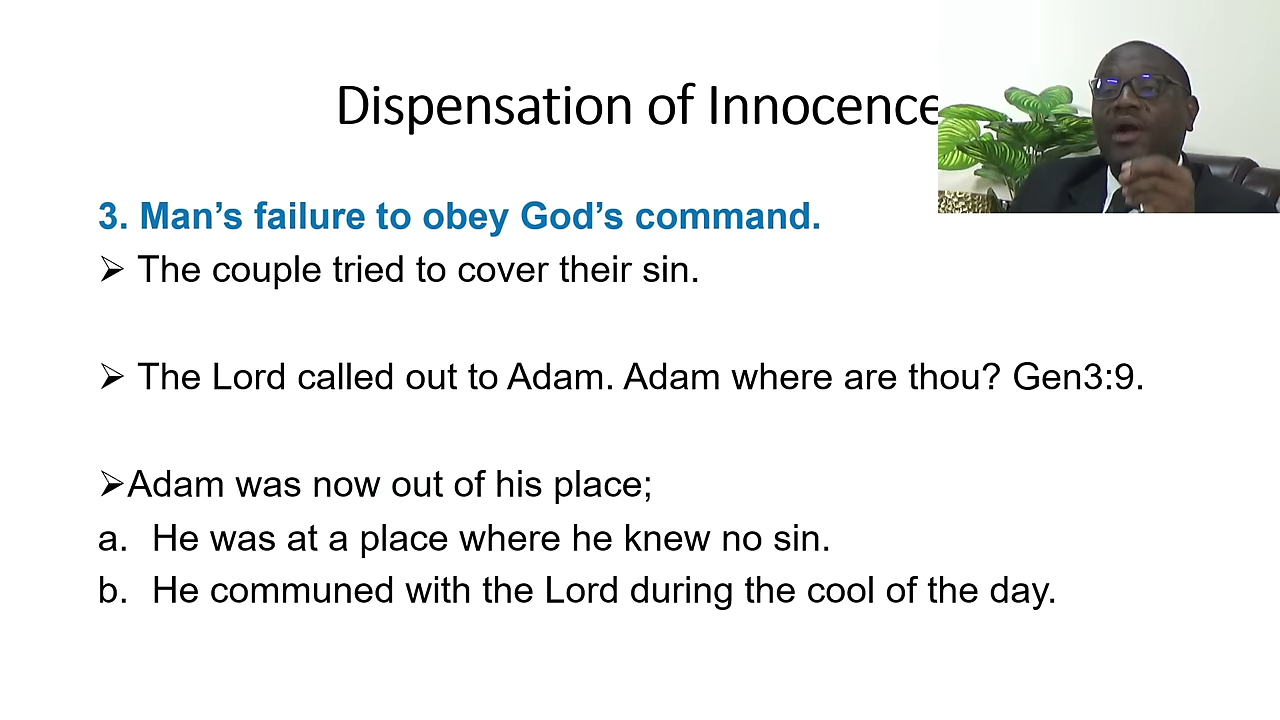 Dispensation of Innocence
3. Man’s failure to obey God’s command.
➢ The couple tried to cover their sin.
➢ The Lord called out to Adam. Adam where are thou? Gen3:9.
➢Adam was now out of his place;
a. He was at a place where he knew no sin.
b. He communed with the Lord during the cool of the day.